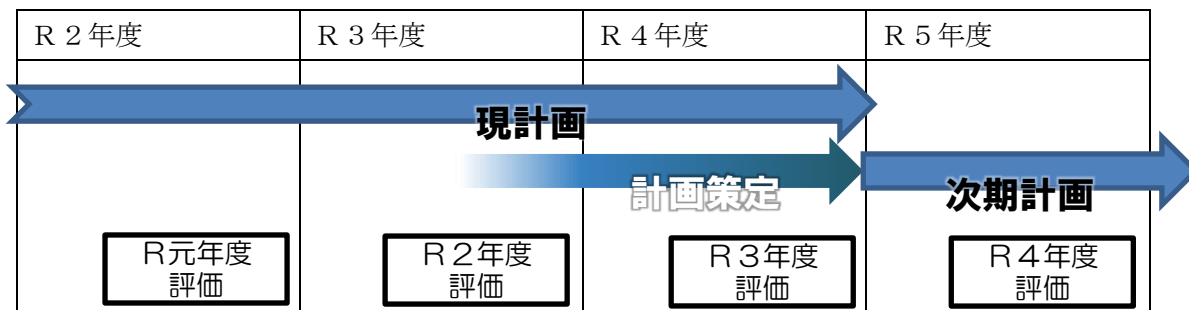 Ｒ２年度
Ｒ３年度
Ｒ４年度
Ｒ５年度
現計画
計画策定
次期計画
Ｒ元年度
評価
Ｒ２年度
評価
Ｒ３年度
評価
Ｒ４年度
評価